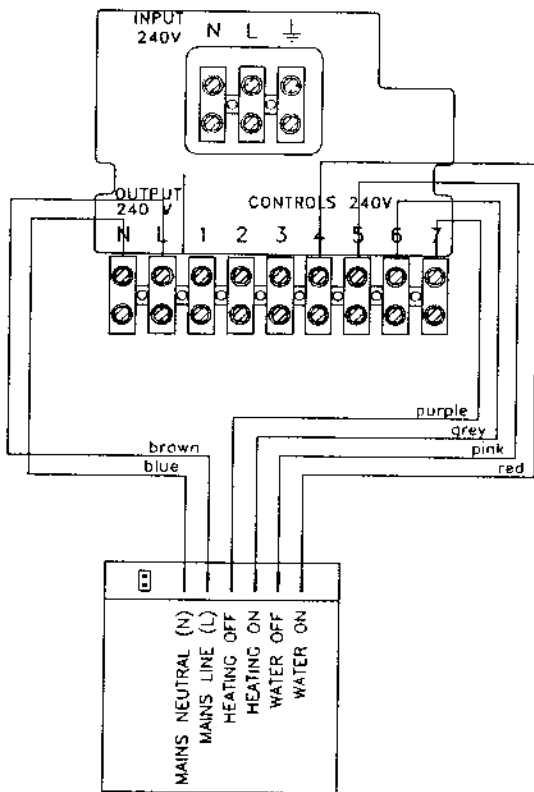 INPUT N L
240V
OUTPUT CONTROLS 240V
240 V
N L 1 2 3 4 5 6 7
purple
grey
brown pink
blue red
MAINS NEUTRAL (N)
MAINS LINE (L)
HEATING OFF
HEATING ON
WATER OFF
WATER ON